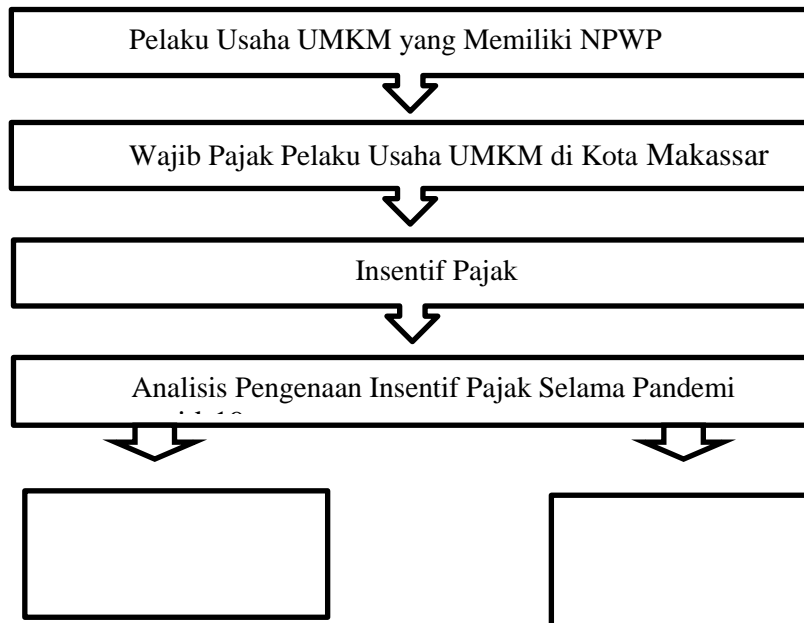 Pelaku Usaha UMKM yang Memiliki NPWP
Wajib Pajak Pelaku Usaha UMKM di Kota Makassar
Insentif Pajak
Analisis Pengenaan Insentif Pajak Selama Pandemi